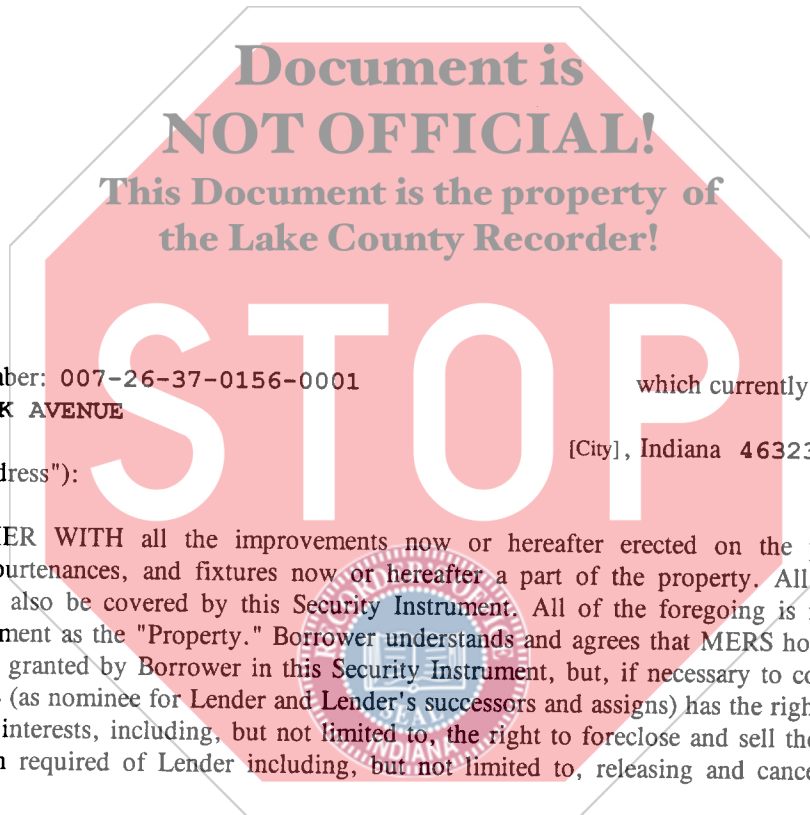 Document is
NOT OFFICIAL!
This Document is the property of
the Lake County Recorder!
STOP
ber: 007-26-37-0156-0001 which currently
K AVENUE
[City], Indiana 46323
dress"):
ER WITH all the improvements now or hereafter erected on the
purtenances, and fixtures now or hereafter a part of the property. All
also be covered by this Security Instrument. All of the foregoing is
ment as the "Property." Borrower understands and agrees that MERS ho
granted by Borrower in this Security Instrument, but, if necessary to co
(as nominee for Lender and Lender's successors and assigns) has the righ
interests, including, but not limited to, the right to foreclose and sell the
n required of Lender including, but not limited to, releasing and cance
RECORDER'S OFFICE
SEAL
INDIANA